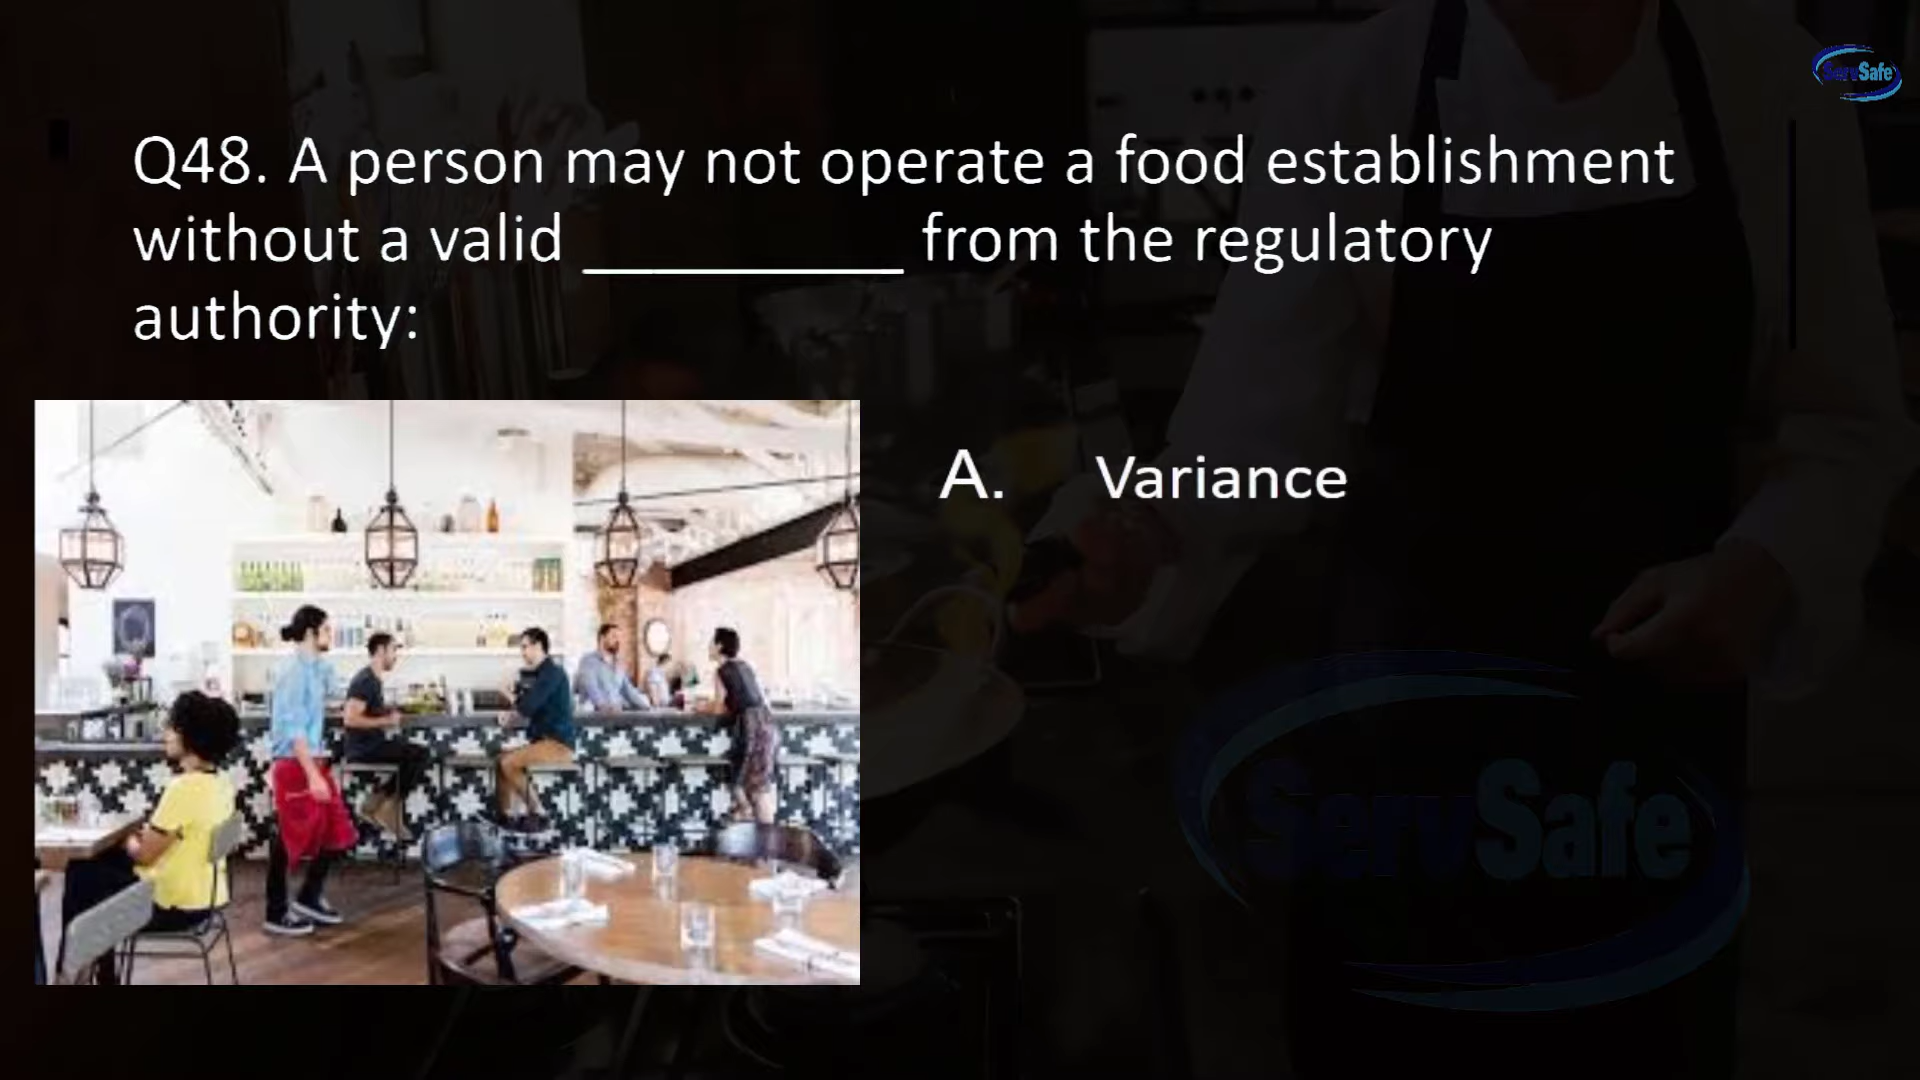 ServSafe
Q48. A person may not operate a food establishment
without a valid __________ from the regulatory
authority:
A. Variance
ServSafe